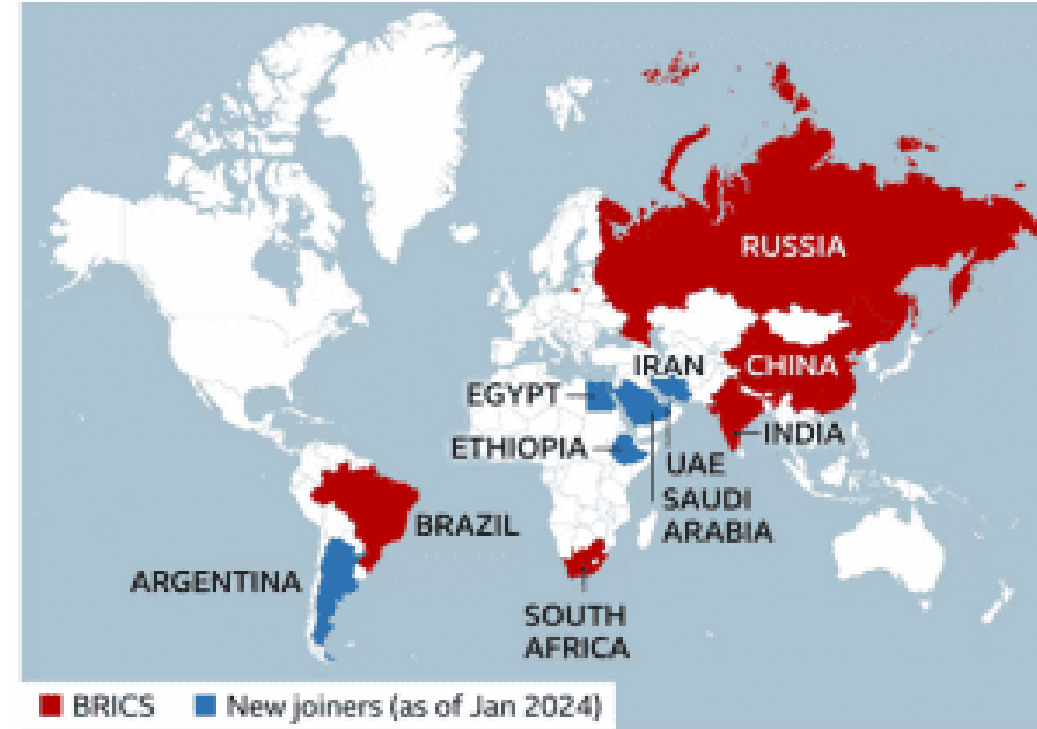 RUSSIA
IRAN
CHINA
EGYPT
INDIA
ETHIOPIA
UAE
SAUDI
ARABIA
BRAZIL
ARGENTINA
SOUTH
AFRICA
BRICS
New joiners (as of Jan 2024)